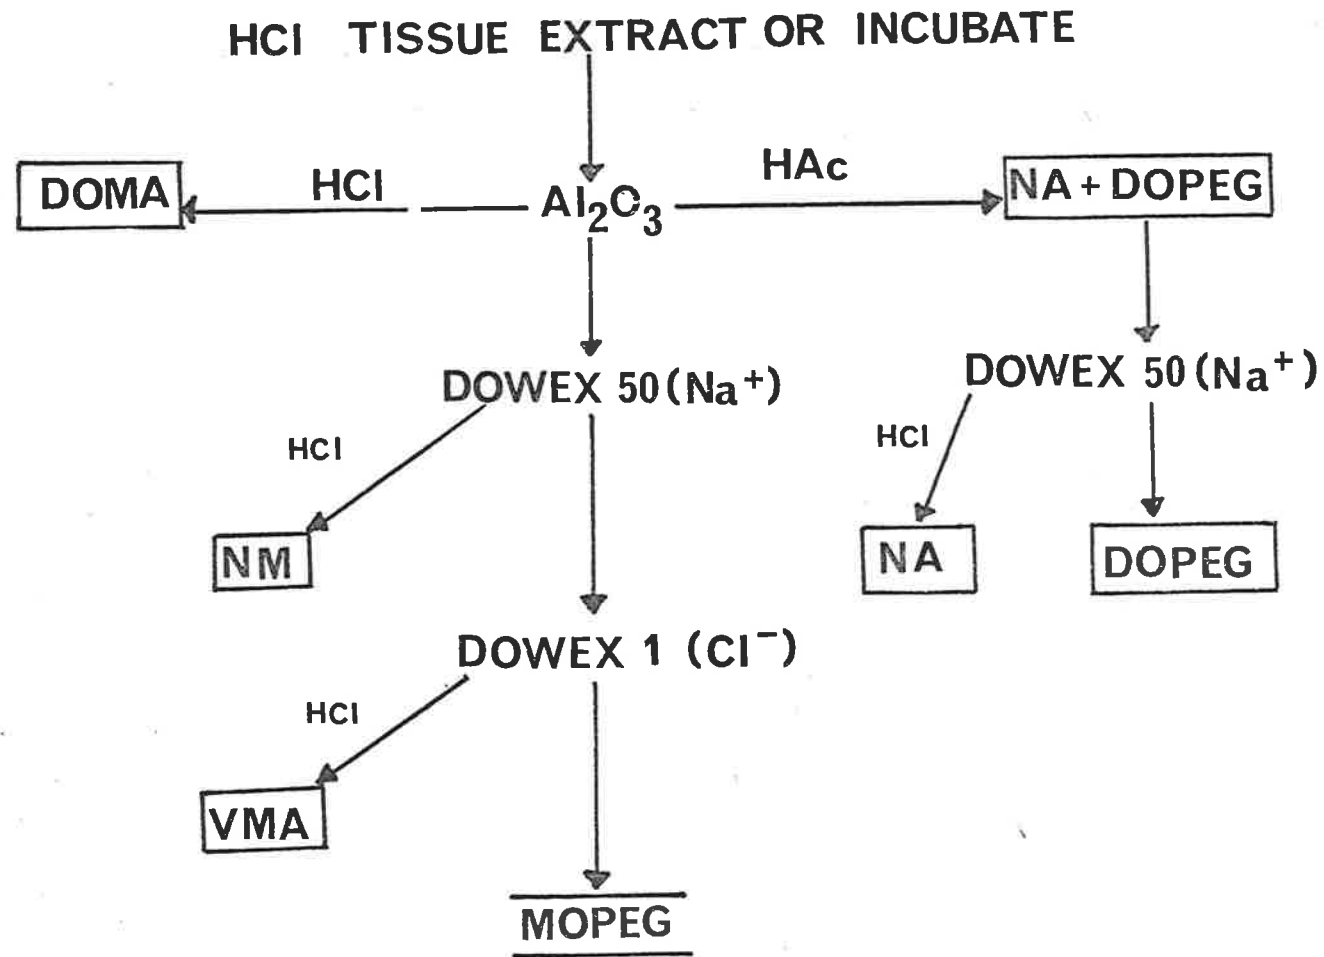 HCl TISSUE EXTRACT OR INCUBATE
HAc
DOMA
HCl
Al₂O₃
NA + DOPEG
DOWEX 50 (Na⁺)
DOWEX 50 (Na⁺)
HCl
HCl
NM
NA
DOPEG
DOWEX 1 (Cl⁻)
HCl
VMA
MOPEG